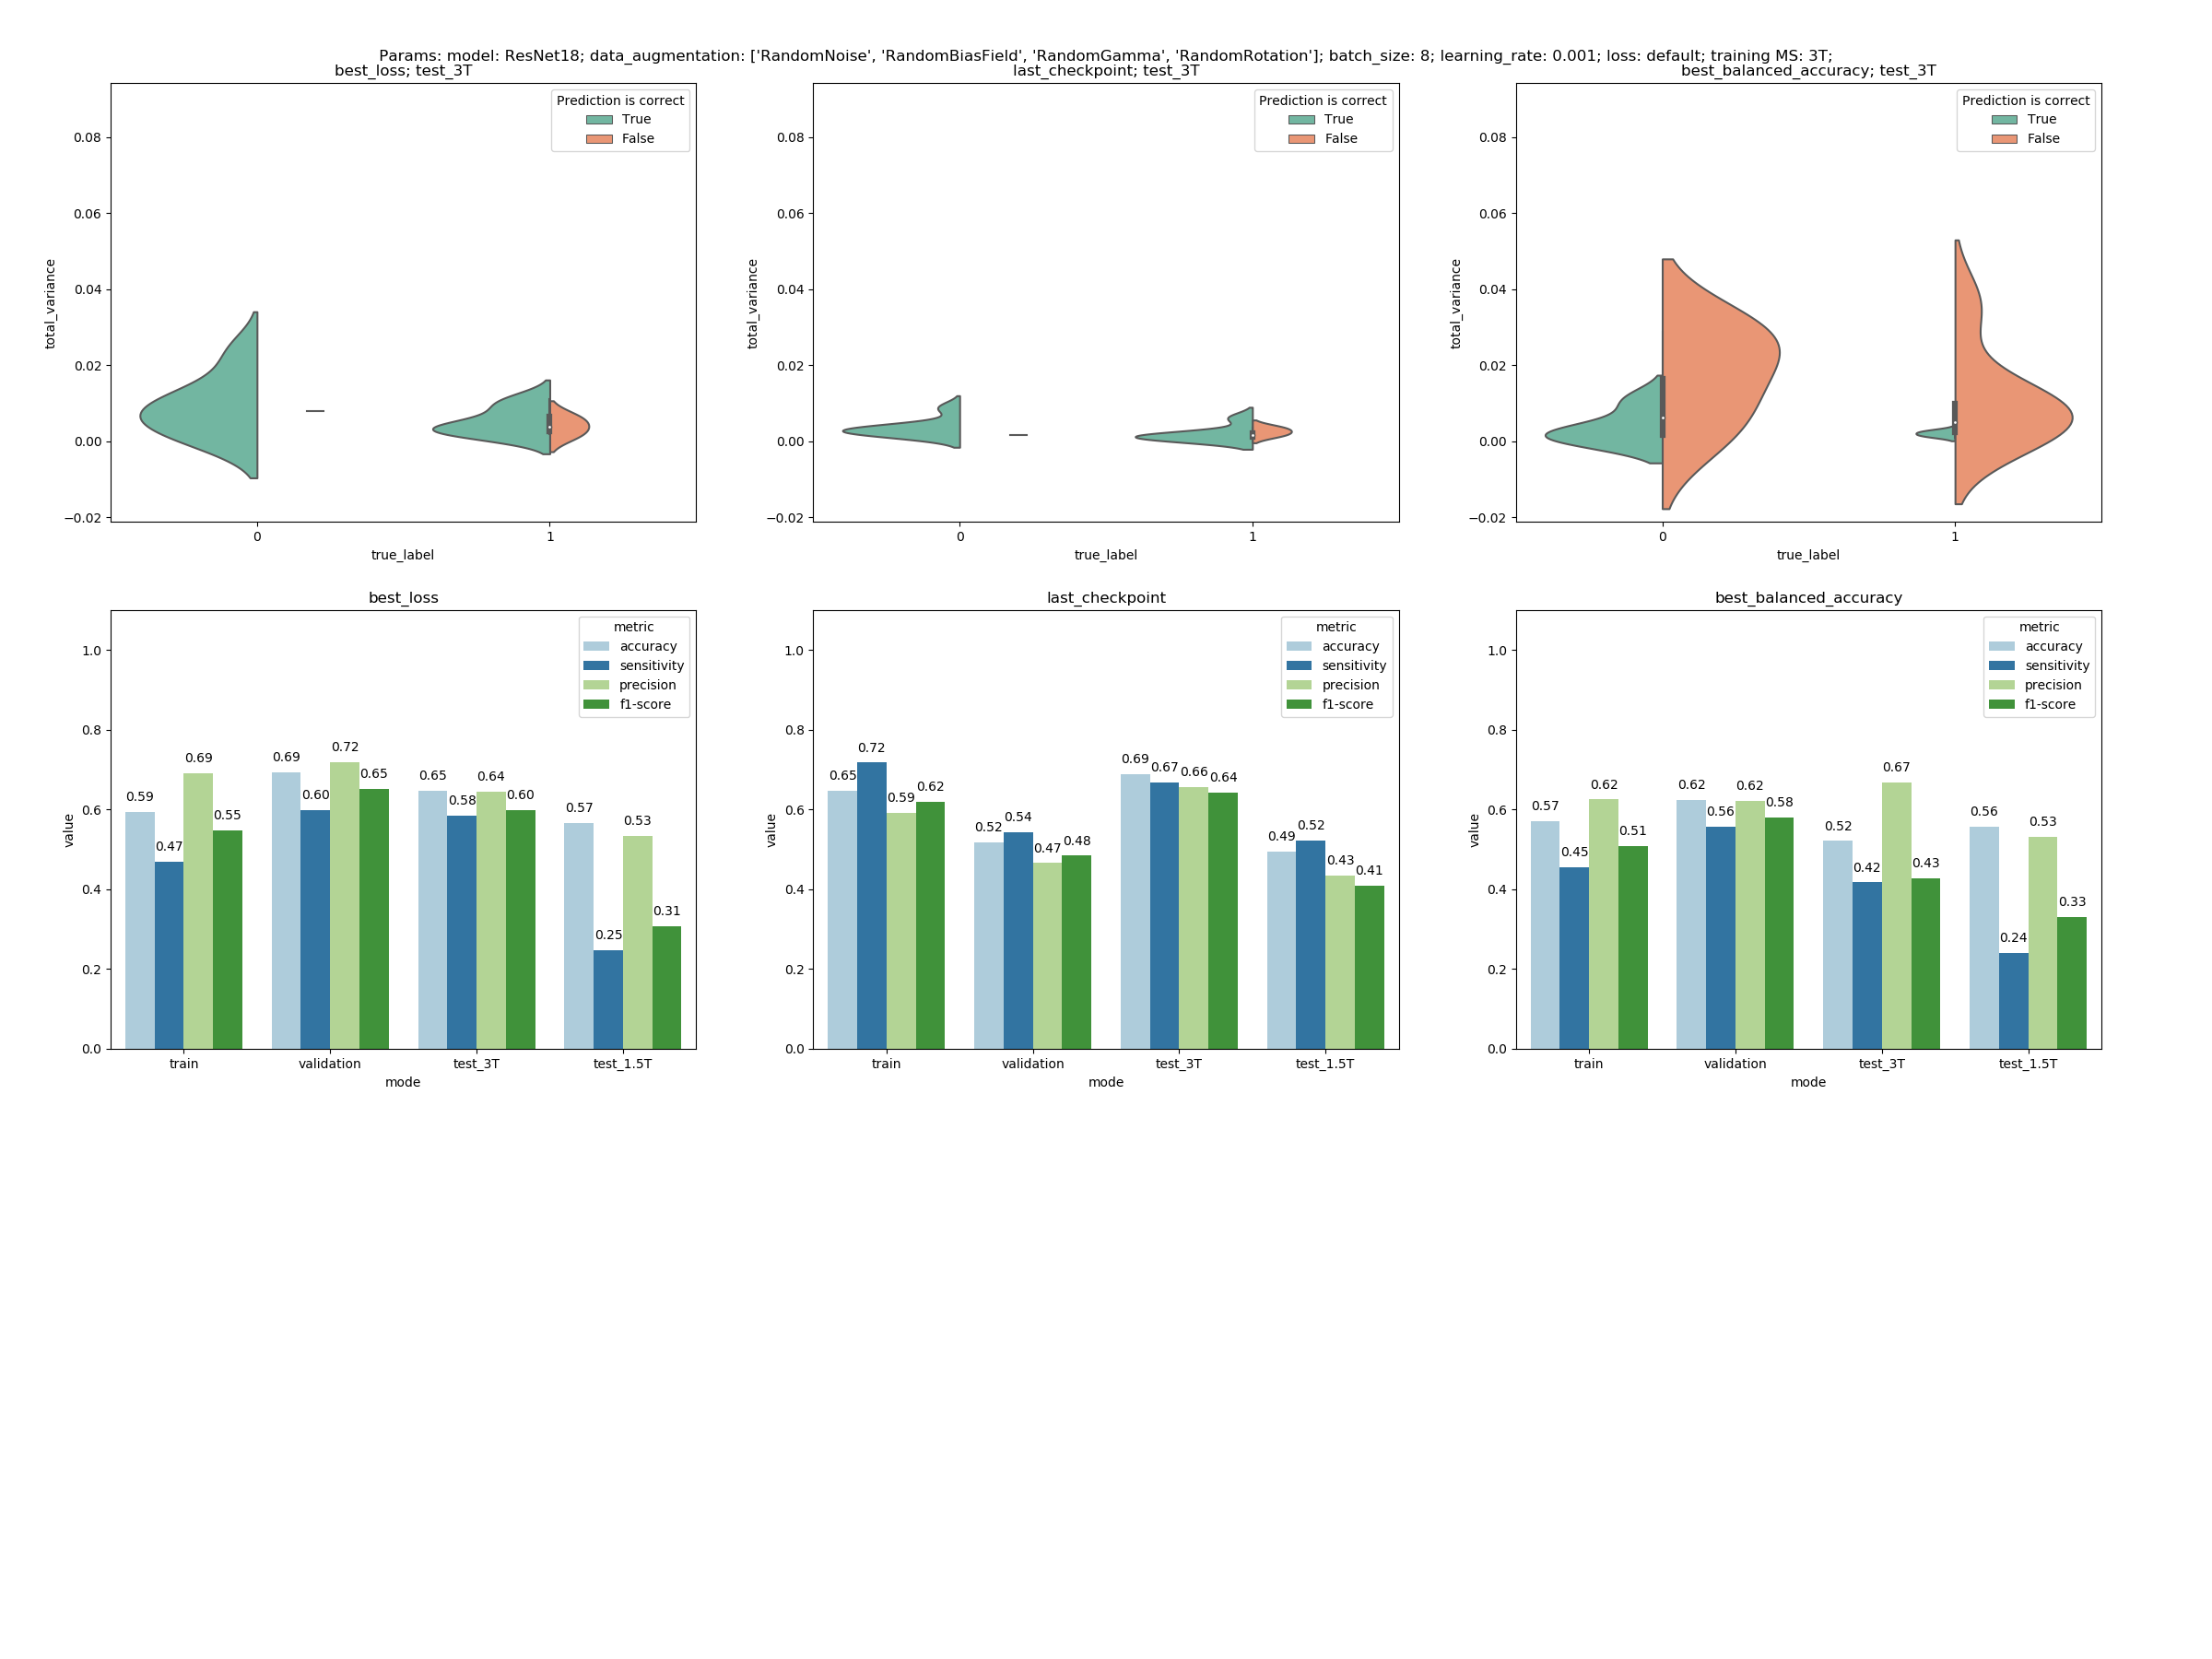 Params: model: ResNet18; data_augmentation: ['RandomNoise', 'RandomBiasField', 'RandomGamma', 'RandomRotation']; batch_size: 8; learning_rate: 0.001; loss: default; training MS: 3T;
best_loss; test_3T
Prediction is correct
True
False
0.08
0.06
0.04
0.02
0.00
−0.02
total_variance
0 1
true_label
last_checkpoint; test_3T
Prediction is correct
True
False
0.08
0.06
0.04
0.02
0.00
−0.02
total_variance
0 1
true_label
best_balanced_accuracy; test_3T
Prediction is correct
True
False
0.08
0.06
0.04
0.02
0.00
−0.02
total_variance
0 1
true_label
best_loss
metric
accuracy
sensitivity
precision
f1-score
1.0
0.8
0.6
0.4
0.2
0.0
value
0.59 0.47 0.69 0.55
0.69 0.60 0.72 0.65
0.65 0.58 0.64 0.60
0.57 0.25 0.53 0.31
train validation test_3T test_1.5T
mode
last_checkpoint
metric
accuracy
sensitivity
precision
f1-score
1.0
0.8
0.6
0.4
0.2
0.0
value
0.65 0.72 0.59 0.62
0.52 0.54 0.47 0.48
0.69 0.67 0.66 0.64
0.49 0.52 0.43 0.41
train validation test_3T test_1.5T
mode
best_balanced_accuracy
metric
accuracy
sensitivity
precision
f1-score
1.0
0.8
0.6
0.4
0.2
0.0
value
0.57 0.45 0.62 0.51
0.62 0.56 0.62 0.58
0.52 0.42 0.67 0.43
0.56 0.24 0.53 0.33
train validation test_3T test_1.5T
mode